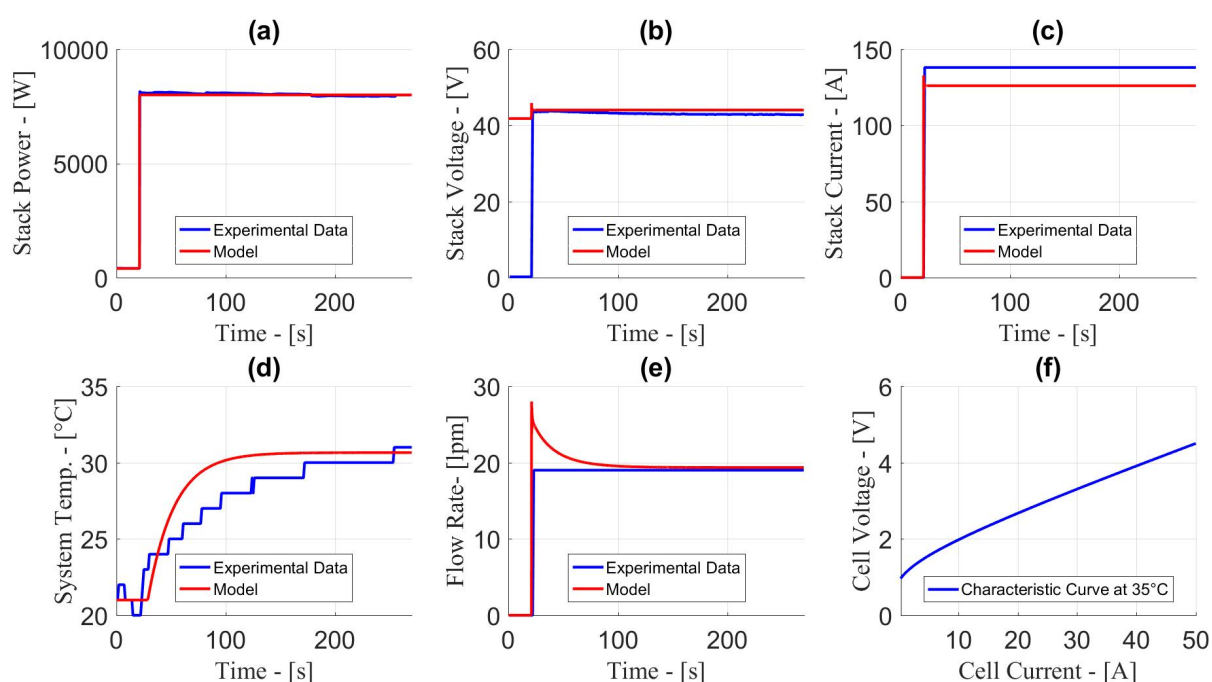 (a)
10000
5000
0
0
100
200
Stack Power - [W]
Time - [s]
Experimental Data
Model
(b)
60
40
20
0
0
100
200
Stack Voltage - [V]
Time - [s]
Experimental Data
Model
(c)
150
100
50
0
0
100
200
Stack Current - [A]
Time - [s]
Experimental Data
Model
(d)
35
30
25
20
0
100
200
System Temp. - [°C]
Time - [s]
Experimental Data
Model
(e)
30
20
10
0
0
100
200
Flow Rate- [lpm]
Time - [s]
Experimental Data
Model
(f)
6
4
2
0
10
20
30
40
50
Cell Voltage - [V]
Cell Current - [A]
Characteristic Curve at 35°C